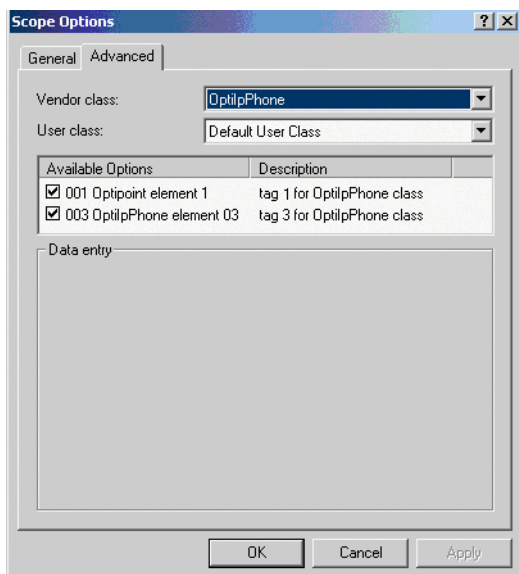 Scope Options
General Advanced
Vendor class: OptiIpPhone
User class: Default User Class
Available Options Description
001 Optipoint element 1 tag 1 for OptiIpPhone class
003 OptiIpPhone element 03 tag 3 for OptiIpPhone class
Data entry
OK Cancel Apply